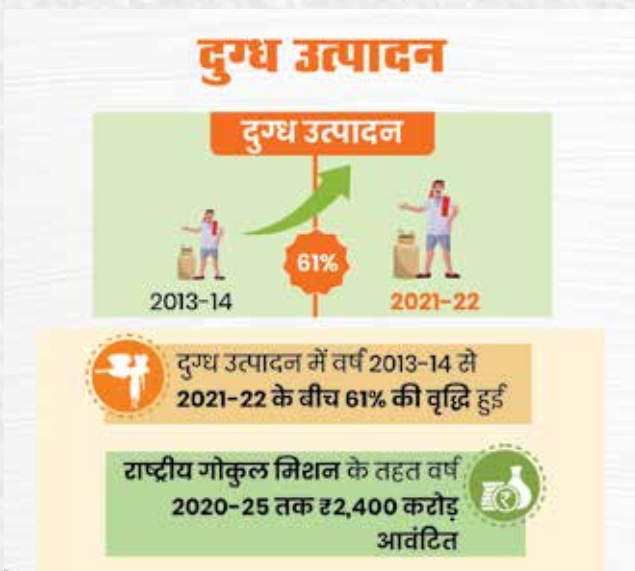 दुग्ध उत्पादन
दुग्ध उत्पादन
61%
2013-14
2021-22
दुग्ध उत्पादन में वर्ष 2013-14 से
2021-22 के बीच 61% की वृद्धि हुई
राष्ट्रीय गोकुल मिशन के तहत वर्ष
2020-25 तक ₹2,400 करोड़
आवंटित